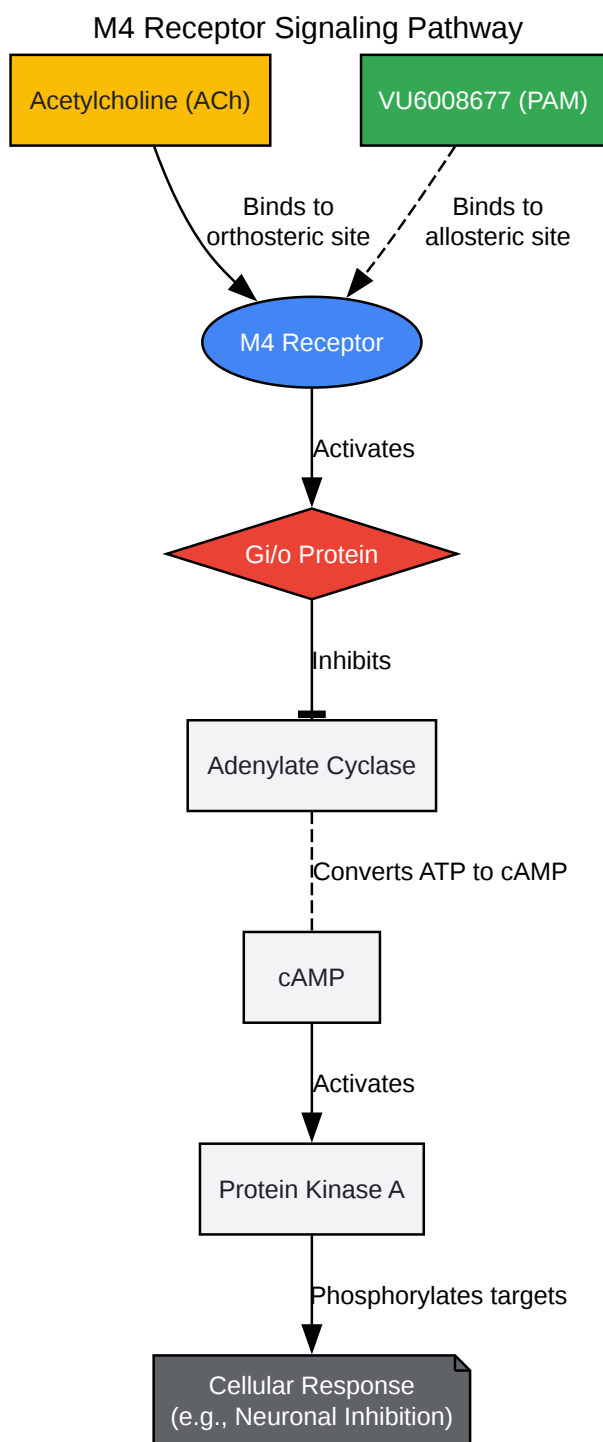 M4 Receptor Signaling Pathway
Acetylcholine (ACh)
VU6008677 (PAM)
Binds to
orthosteric site
Binds to
allosteric site
M4 Receptor
Activates
Gi/o Protein
Inhibits
Adenylate Cyclase
Converts ATP to cAMP
cAMP
Activates
Protein Kinase A
Phosphorylates targets
Cellular Response
(e.g., Neuronal Inhibition)